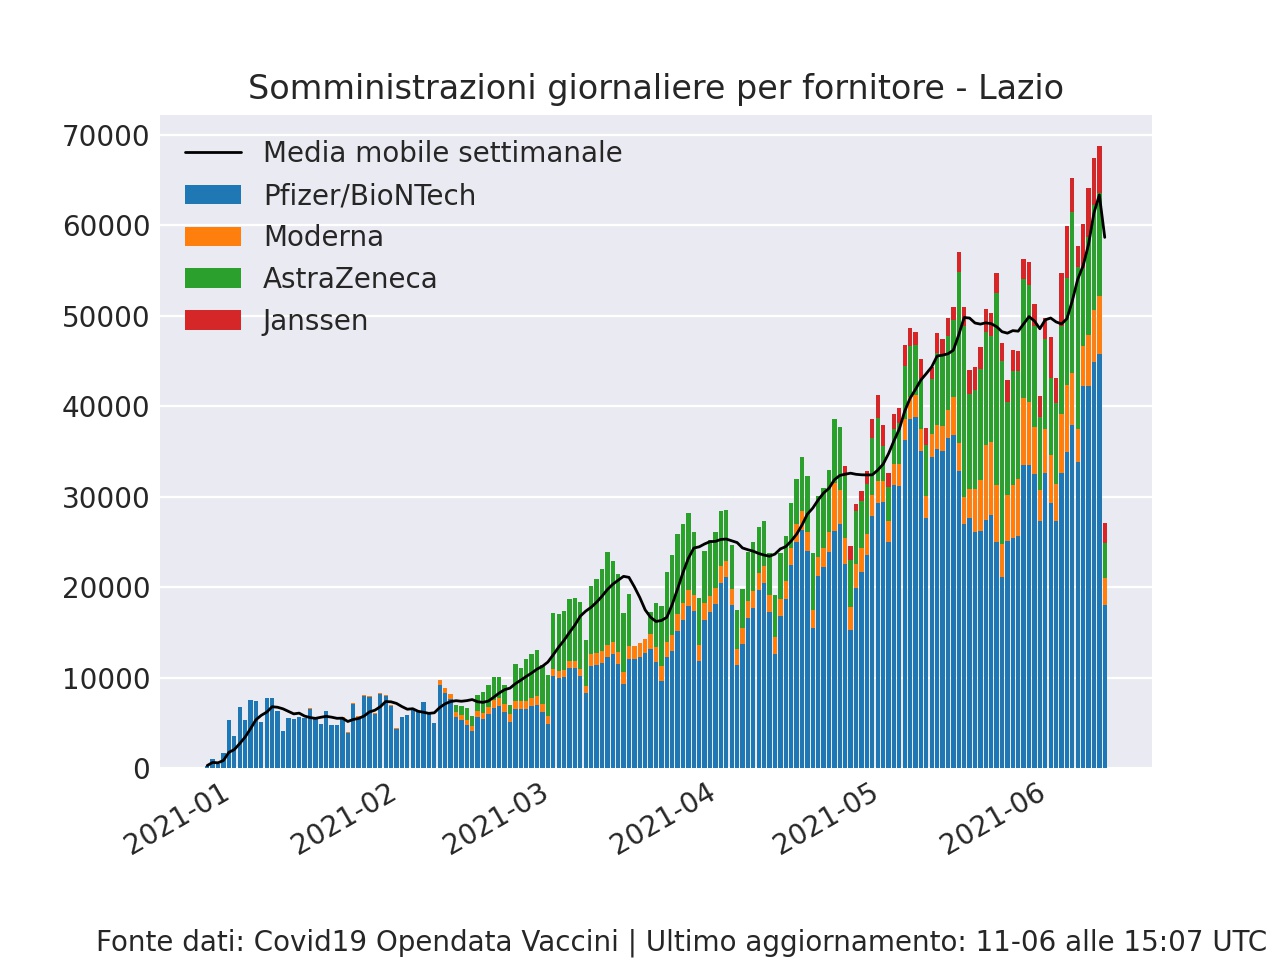 Somministrazioni giornaliere per fornitore - Lazio
70000
60000
50000
40000
30000
20000
10000
0
Media mobile settimanale
Pfizer/BioNTech
Moderna
AstraZeneca
Janssen
2021-01
2021-02
2021-03
2021-04
2021-05
2021-06
Fonte dati: Covid19 Opendata Vaccini | Ultimo aggiornamento: 11-06 alle 15:07 UTC